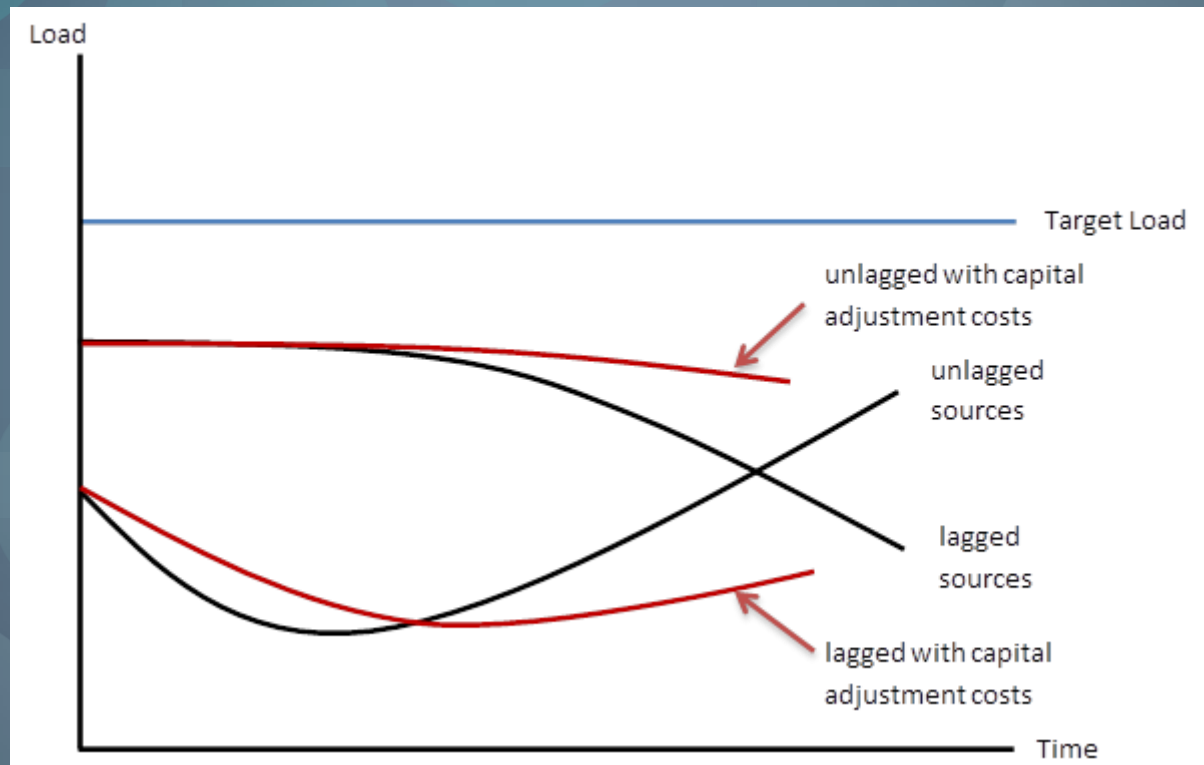 Load
Target Load
unlagged with capital
adjustment costs
unlagged
sources
lagged
sources
lagged with capital
adjustment costs
Time